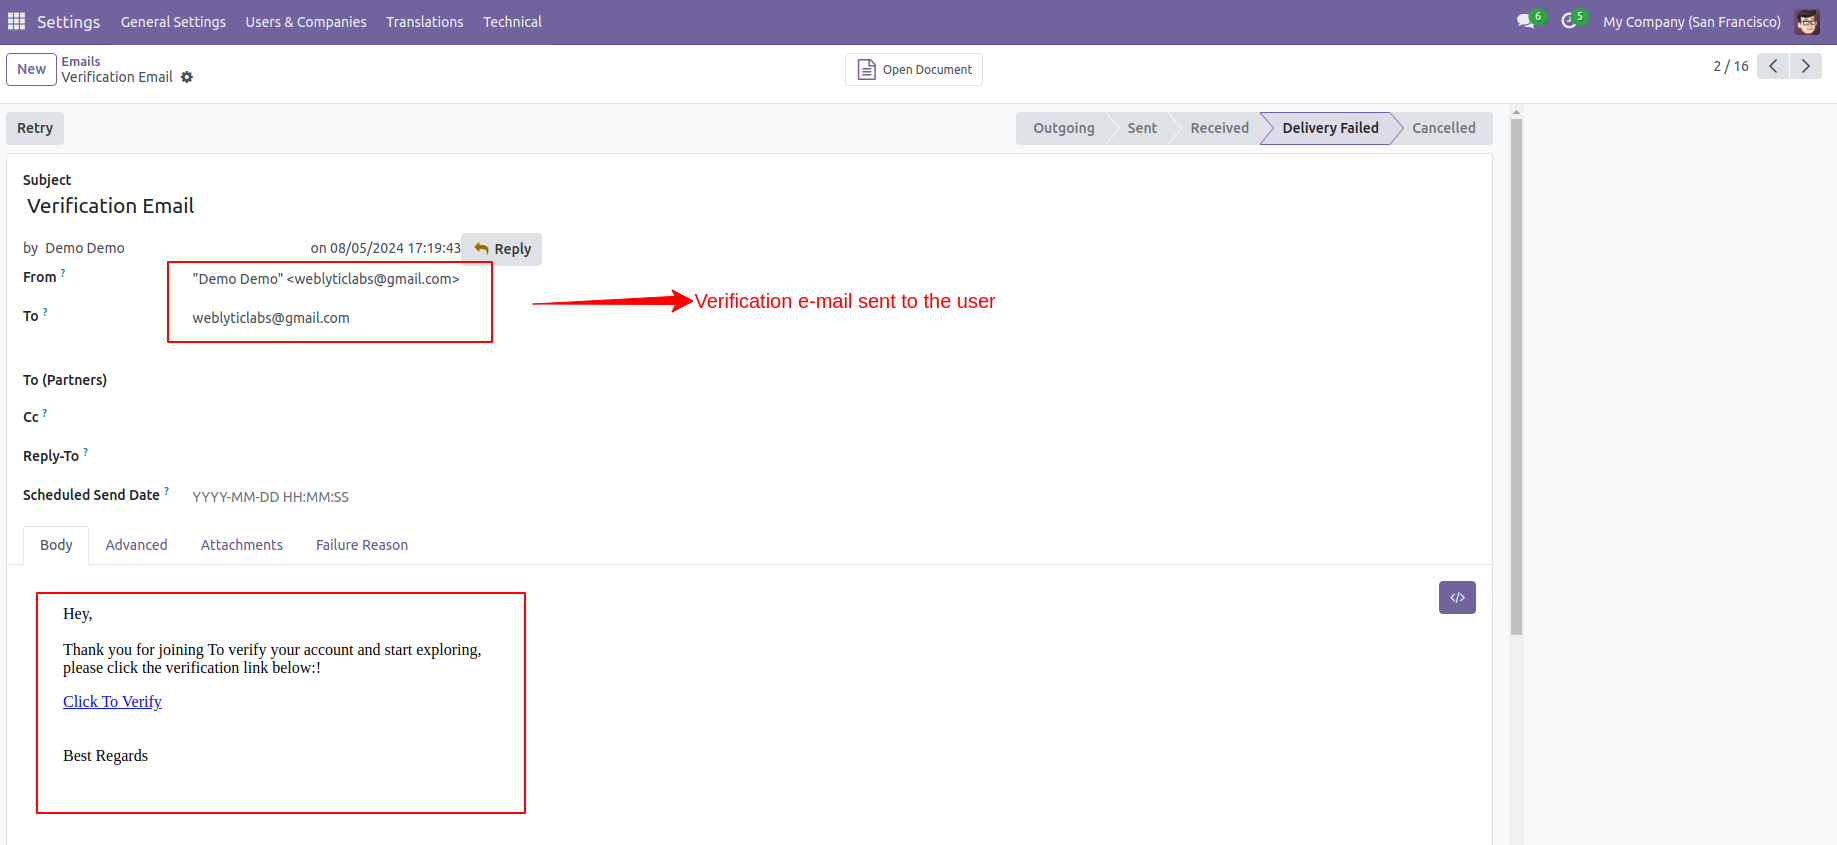 Settings General Settings Users & Companies Translations Technical 6 5 My Company (San Francisco)
New Emails
Verification Email
Open Document
2 / 16
Retry
Outgoing Sent Received Delivery Failed Cancelled
Subject
Verification Email
by Demo Demo on 08/05/2024 17:19:43 Reply
From ? "Demo Demo" <weblyticlabs@gmail.com>
Verification e-mail sent to the user
To ? weblyticlabs@gmail.com
To (Partners)
Cc ?
Reply-To ?
Scheduled Send Date ? YYYY-MM-DD HH:MM:SS
Body Advanced Attachments Failure Reason
</>
Hey,
Thank you for joining To verify your account and start exploring,
please click the verification link below:!
Click To Verify
Best Regards